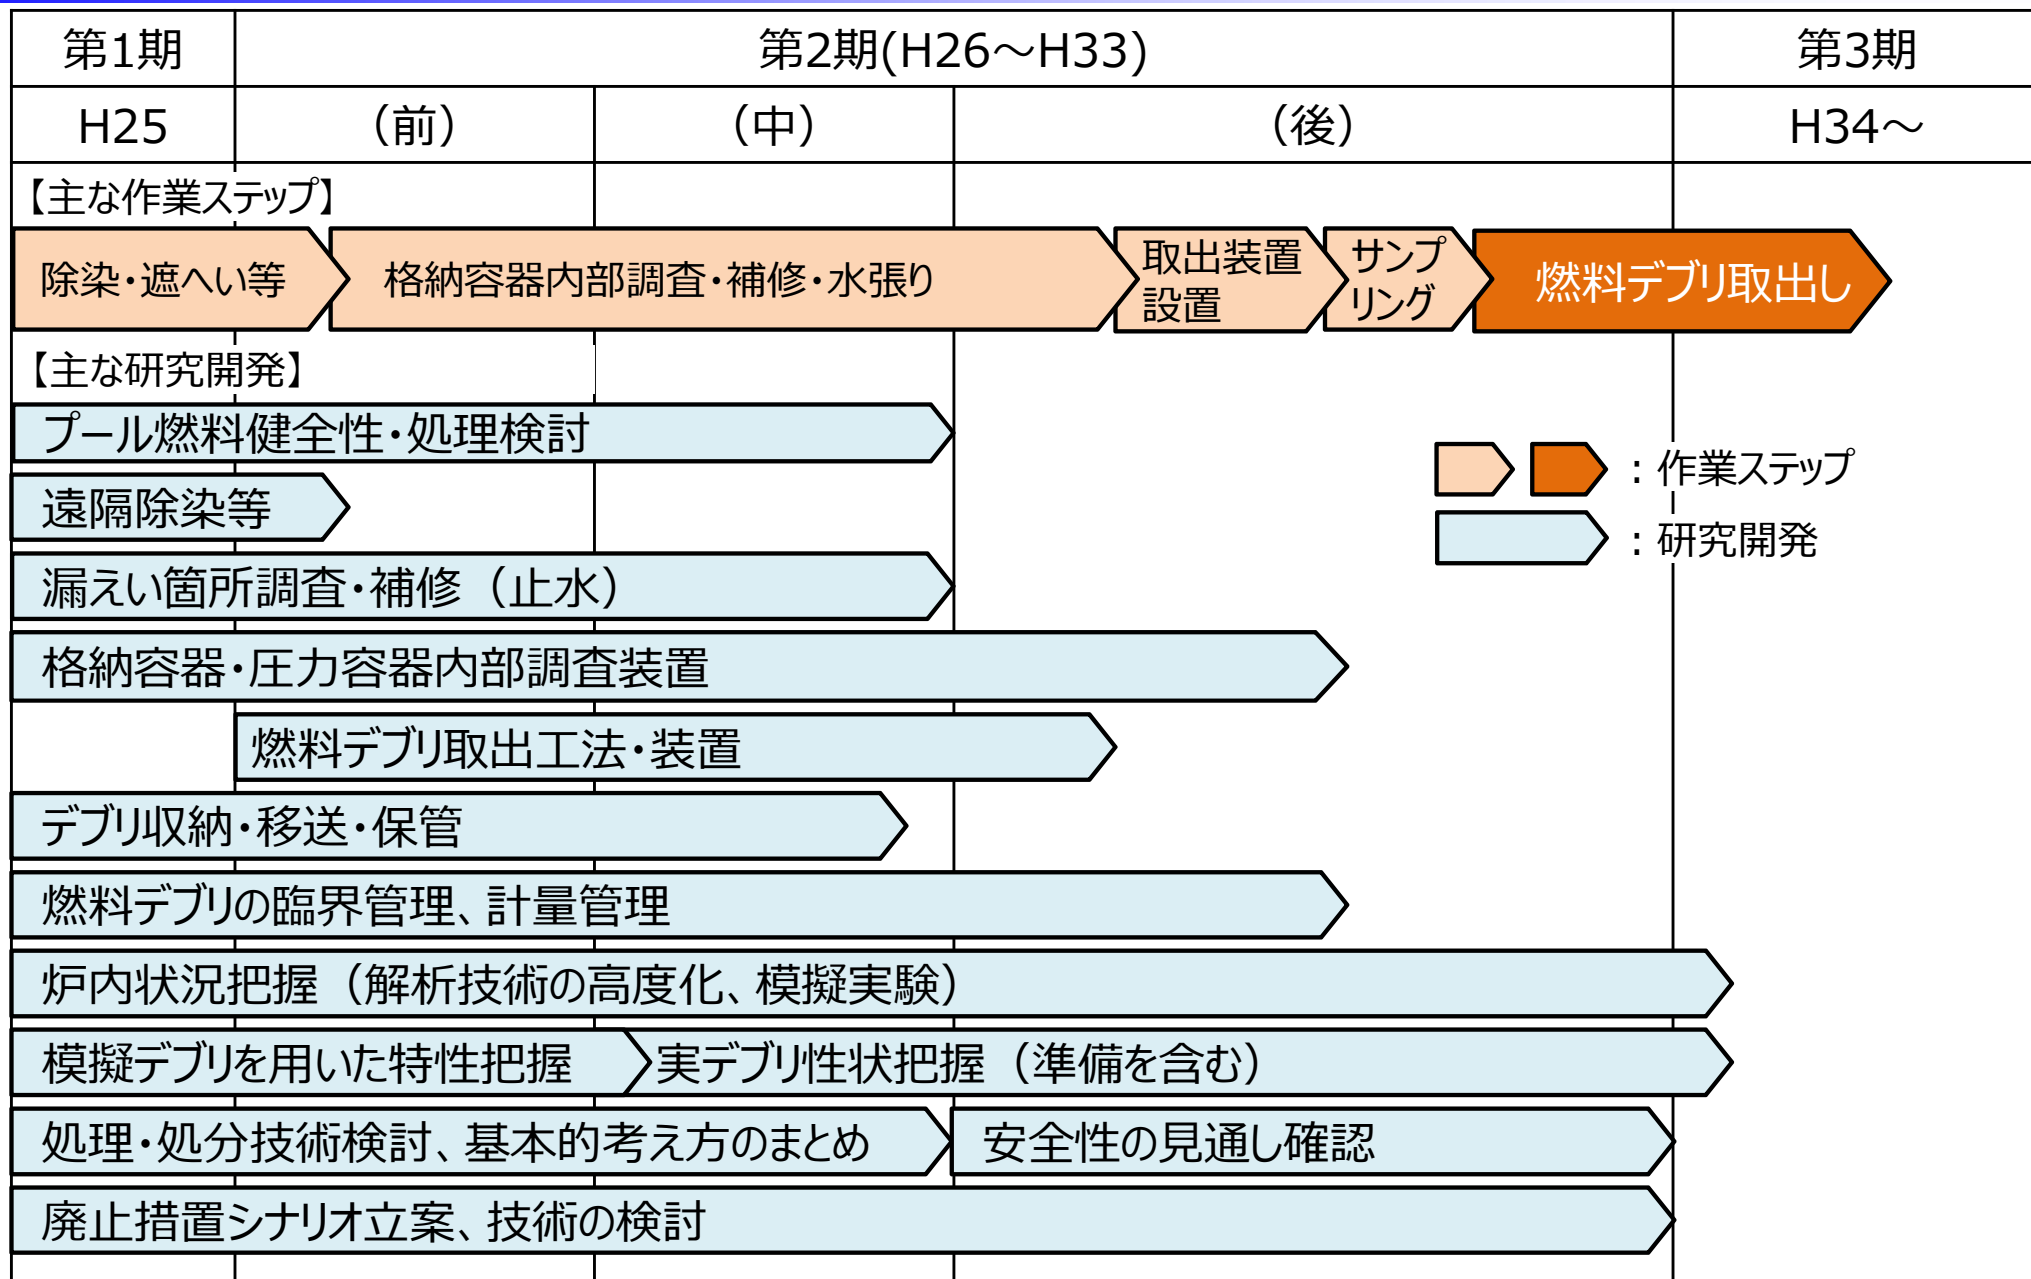 第1期
第2期(H26～H33)
第3期
H25
（前）
（中）
（後）
H34～
【主な作業ステップ】
除染・遮へい等
格納容器内部調査・補修・水張り
取出装置
設置
サンプ
リング
燃料デブリ取出し
【主な研究開発】
プール燃料健全性・処理検討
：作業ステップ
遠隔除染等
：研究開発
漏えい箇所調査・補修（止水）
格納容器・圧力容器内部調査装置
燃料デブリ取出工法・装置
デブリ収納・移送・保管
燃料デブリの臨界管理、計量管理
炉内状況把握（解析技術の高度化、模擬実験）
模擬デブリを用いた特性把握
実デブリ性状把握（準備を含む）
処理・処分技術検討、基本的考え方のまとめ
安全性の見通し確認
廃止措置シナリオ立案、技術の検討